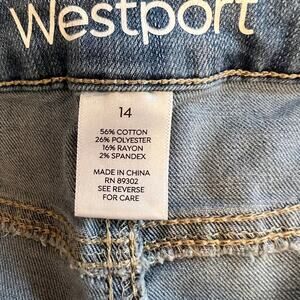 Westport
14
56% COTTON
26% POLYESTER
16% RAYON
2% SPANDEX
MADE IN CHINA
RN 89302
SEE REVERSE
FOR CARE